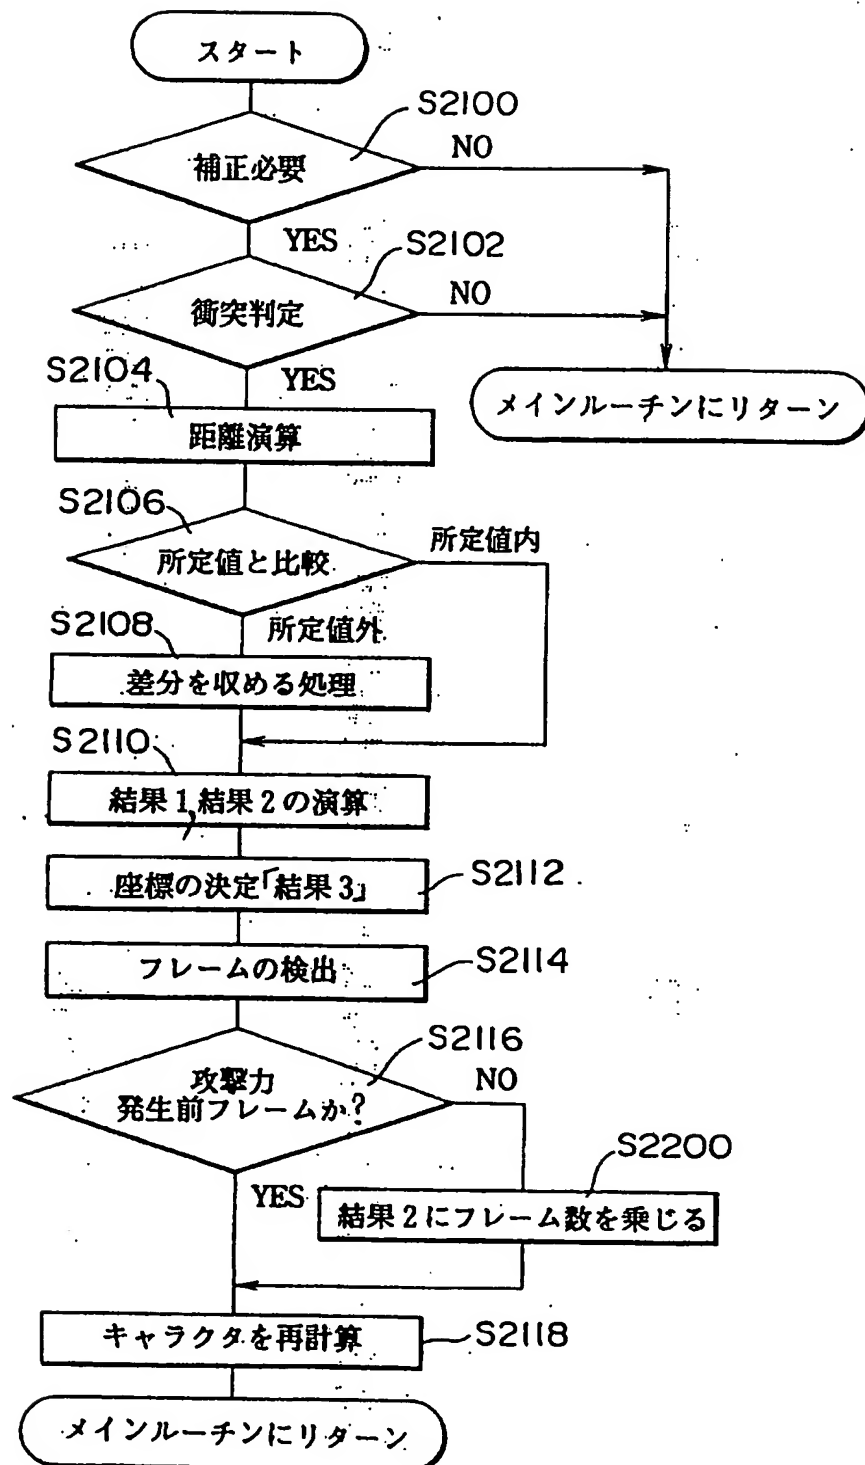 スタート
S2100
補正必要
NO
YES
S2102
衝突判定
NO
S2104
YES
メインルーチンにリターン
距離演算
S2106
所定値と比較
所定値内
S2108
所定値外
差分を収める処理
S2110
結果1,結果2の演算
座標の決定「結果3」
S2112
フレームの検出
S2114
S2116
攻撃力
発生前フレームか?
NO
S2200
YES
結果2にフレーム数を乗じる
キャラクタを再計算
S2118
メインルーチンにリターン